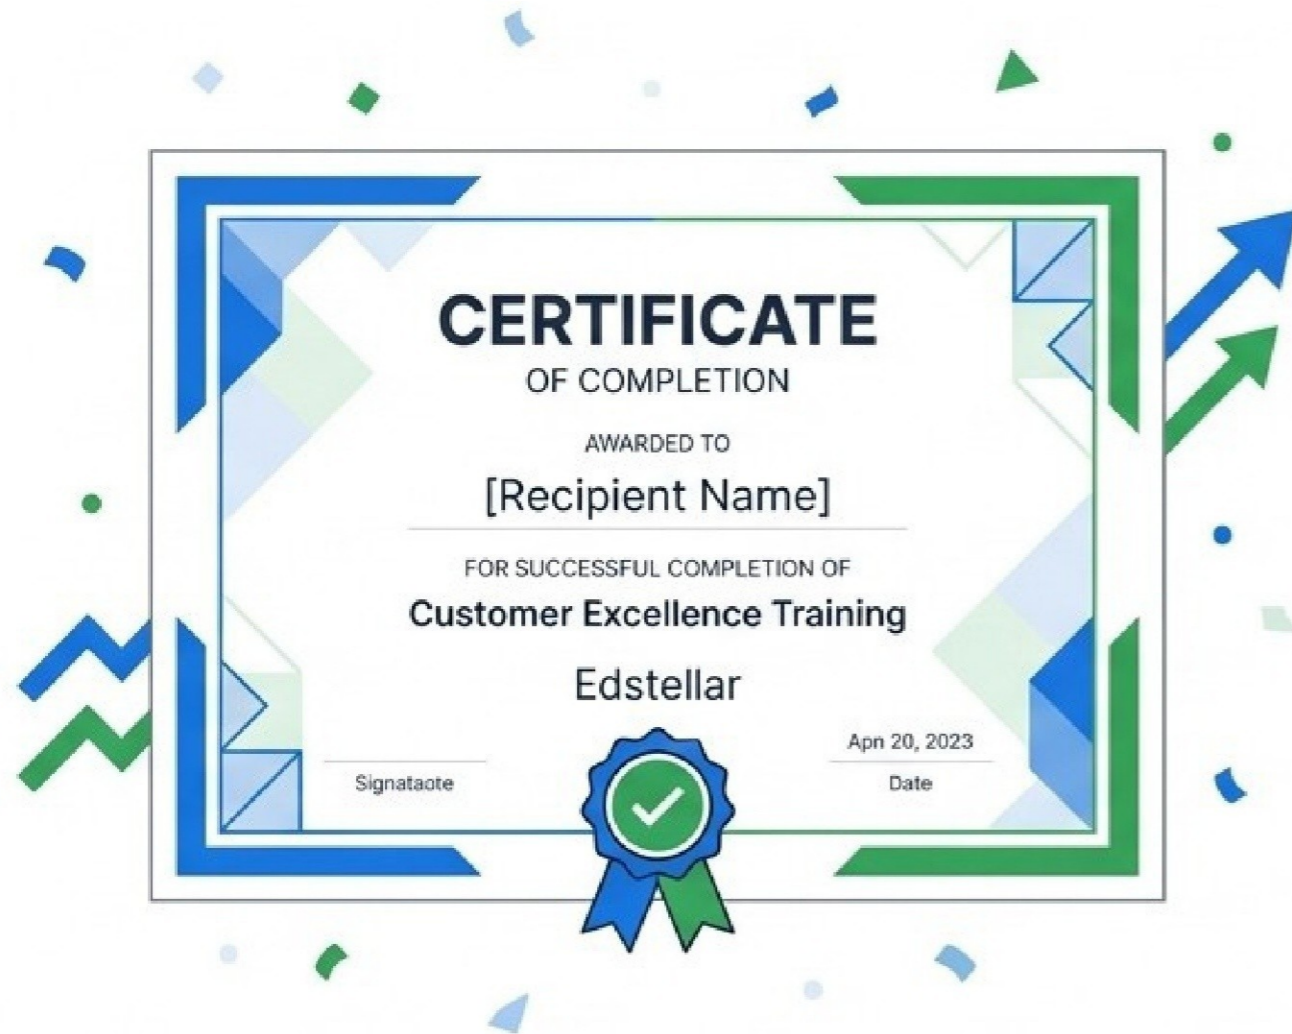 CERTIFICATE
OF COMPLETION
AWARDED TO
[Recipient Name]
FOR SUCCESSFUL COMPLETION OF
Customer Excellence Training
Edstellar
Apn 20, 2023
Signataote
Date